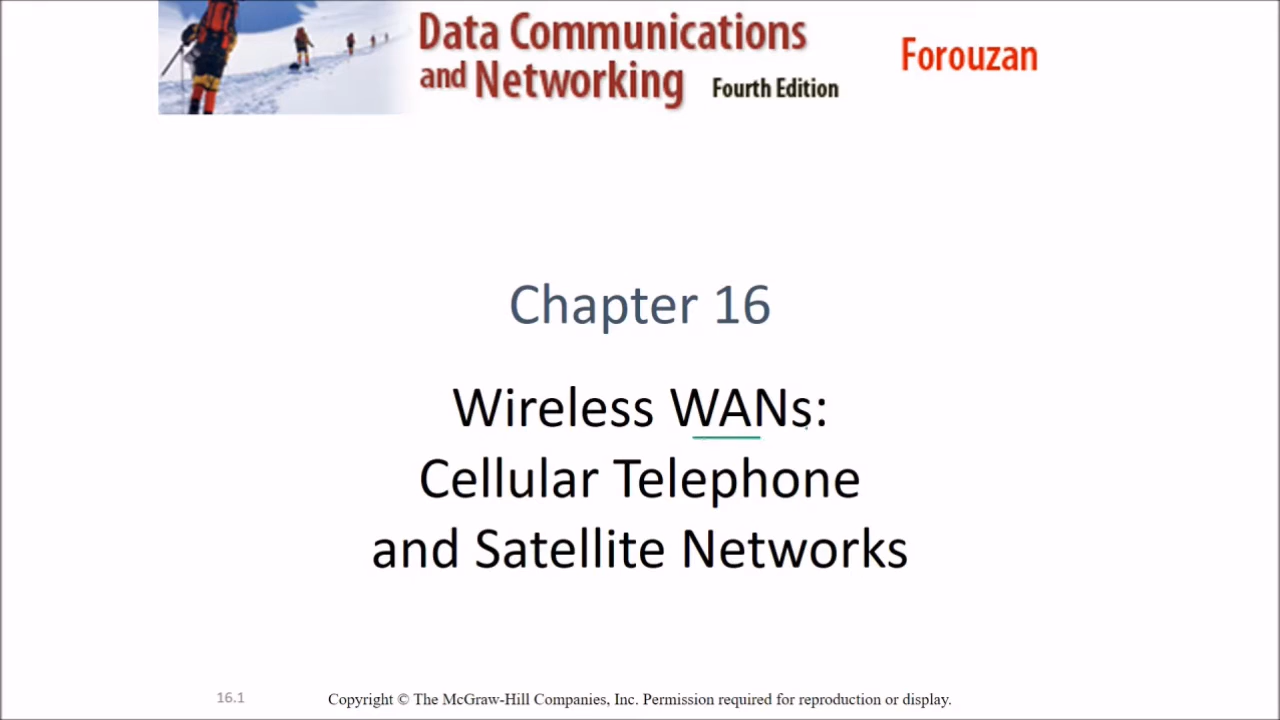 Data Communications
and Networking Fourth Edition
Forouzan
Chapter 16
Wireless WANs:
Cellular Telephone
and Satellite Networks
16.1
Copyright © The McGraw-Hill Companies, Inc. Permission required for reproduction or display.